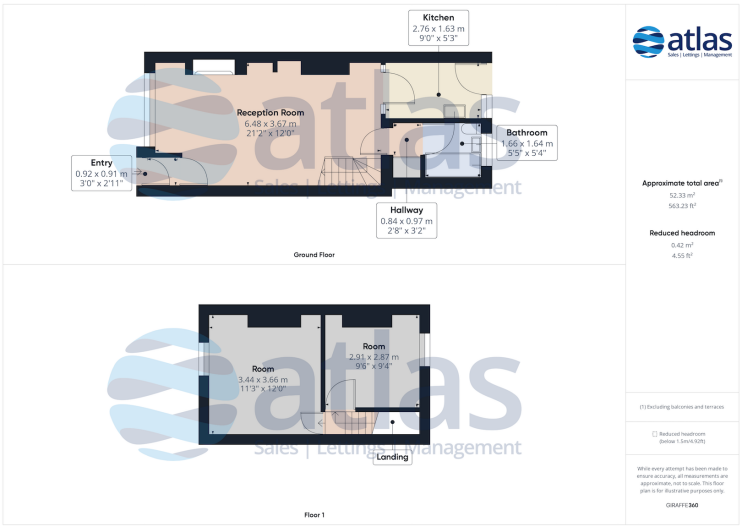 Kitchen
2.76 x 1.63 m
9'0" x 5'3"
Reception Room
6.48 x 3.67 m
21'2" x 12'0"
Bathroom
1.66 x 1.64 m
5'5" x 5'4"
Entry
0.92 x 0.91 m
3'0" x 2'11"
Hallway
0.84 x 0.97 m
2'8" x 3'2"
atlas
Sales | Lettings | Management
Ground Floor
Room
3.44 x 3.66 m
11'3" x 12'0"
Room
2.91 x 2.87 m
9'6" x 9'4"
Landing
atlas
Sales | Lettings | Management
Floor 1
atlas
Sales | Lettings | Management
Approximate total area(1)
52.33 m²
563.23 ft²
Reduced headroom
0.42 m²
4.55 ft²
(1) Excluding balconies and terraces
Reduced headroom
(below 1.5m/4.92ft)
While every attempt has been made to
ensure accuracy, all measurements are
approximate, not to scale. This floor
plan is for illustrative purposes only.
GIRAFFE360